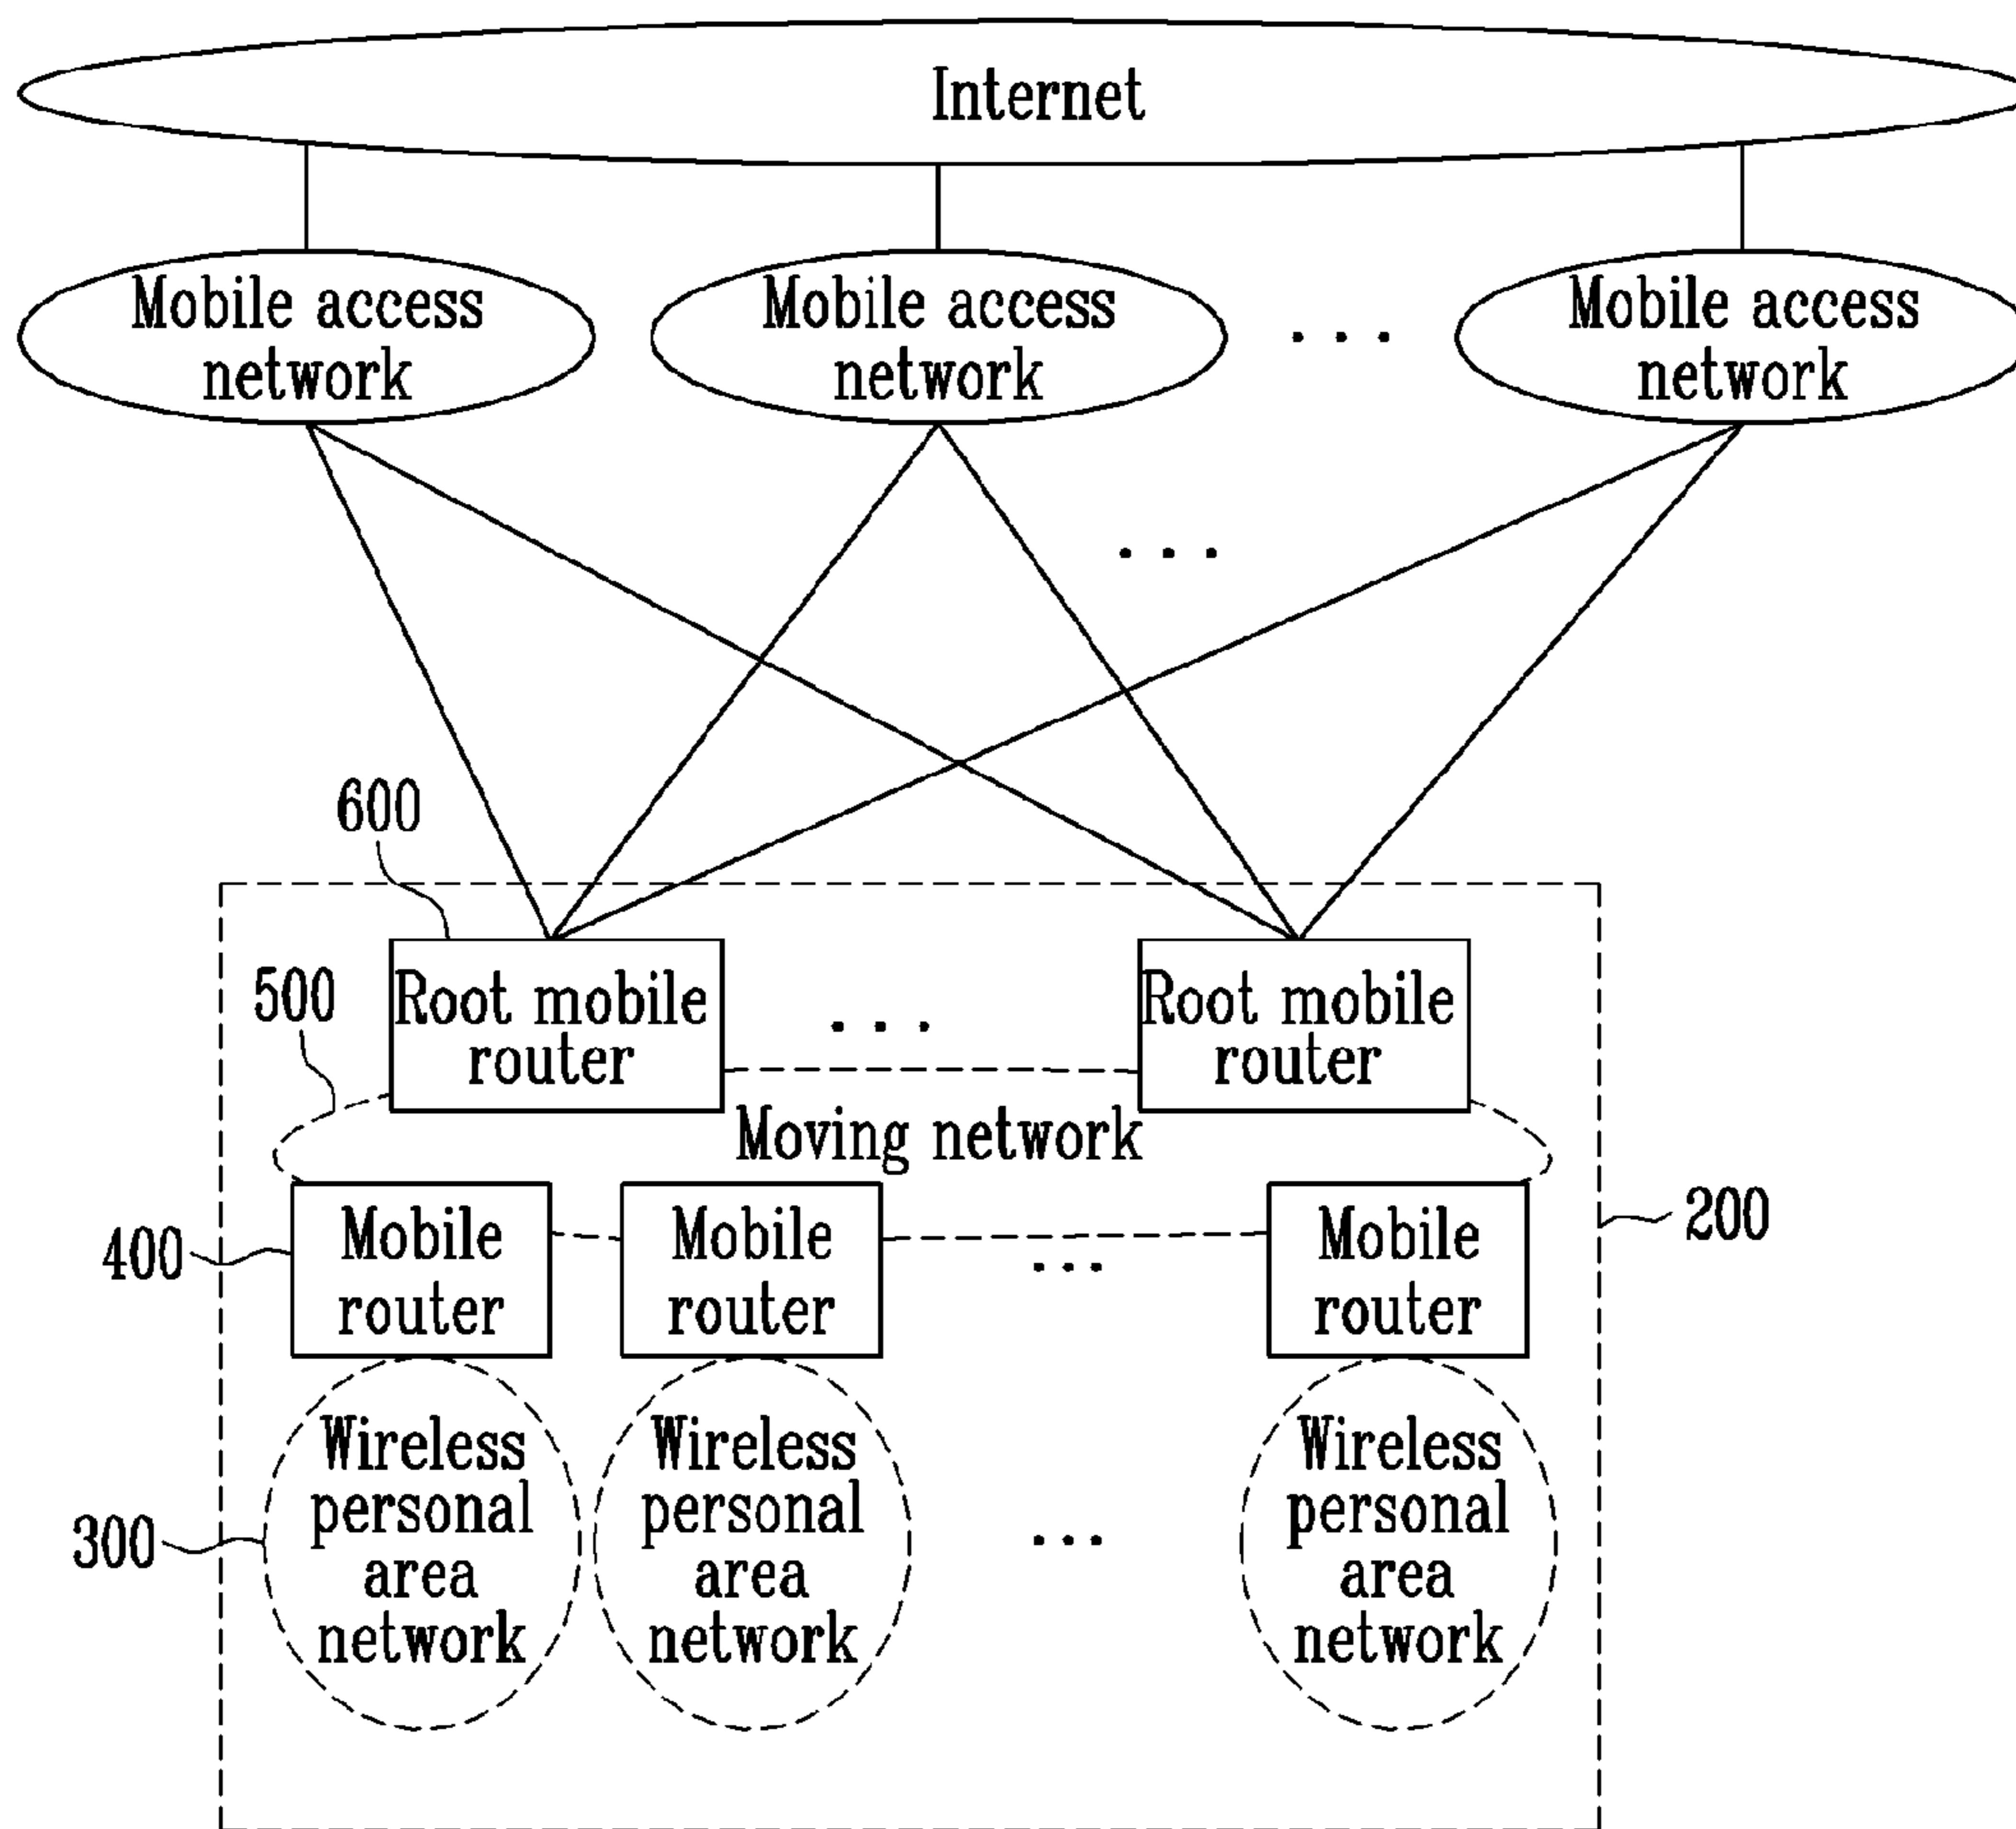 Internet
Mobile access
network
Mobile access
network
. . .
Mobile access
network
. . .
600
500
Root mobile
router
. . .
Root mobile
router
Moving network
400
Mobile
router
Mobile
router
...
Mobile
router
200
300
Wireless
personal
area
network
Wireless
personal
area
network
...
Wireless
personal
area
network